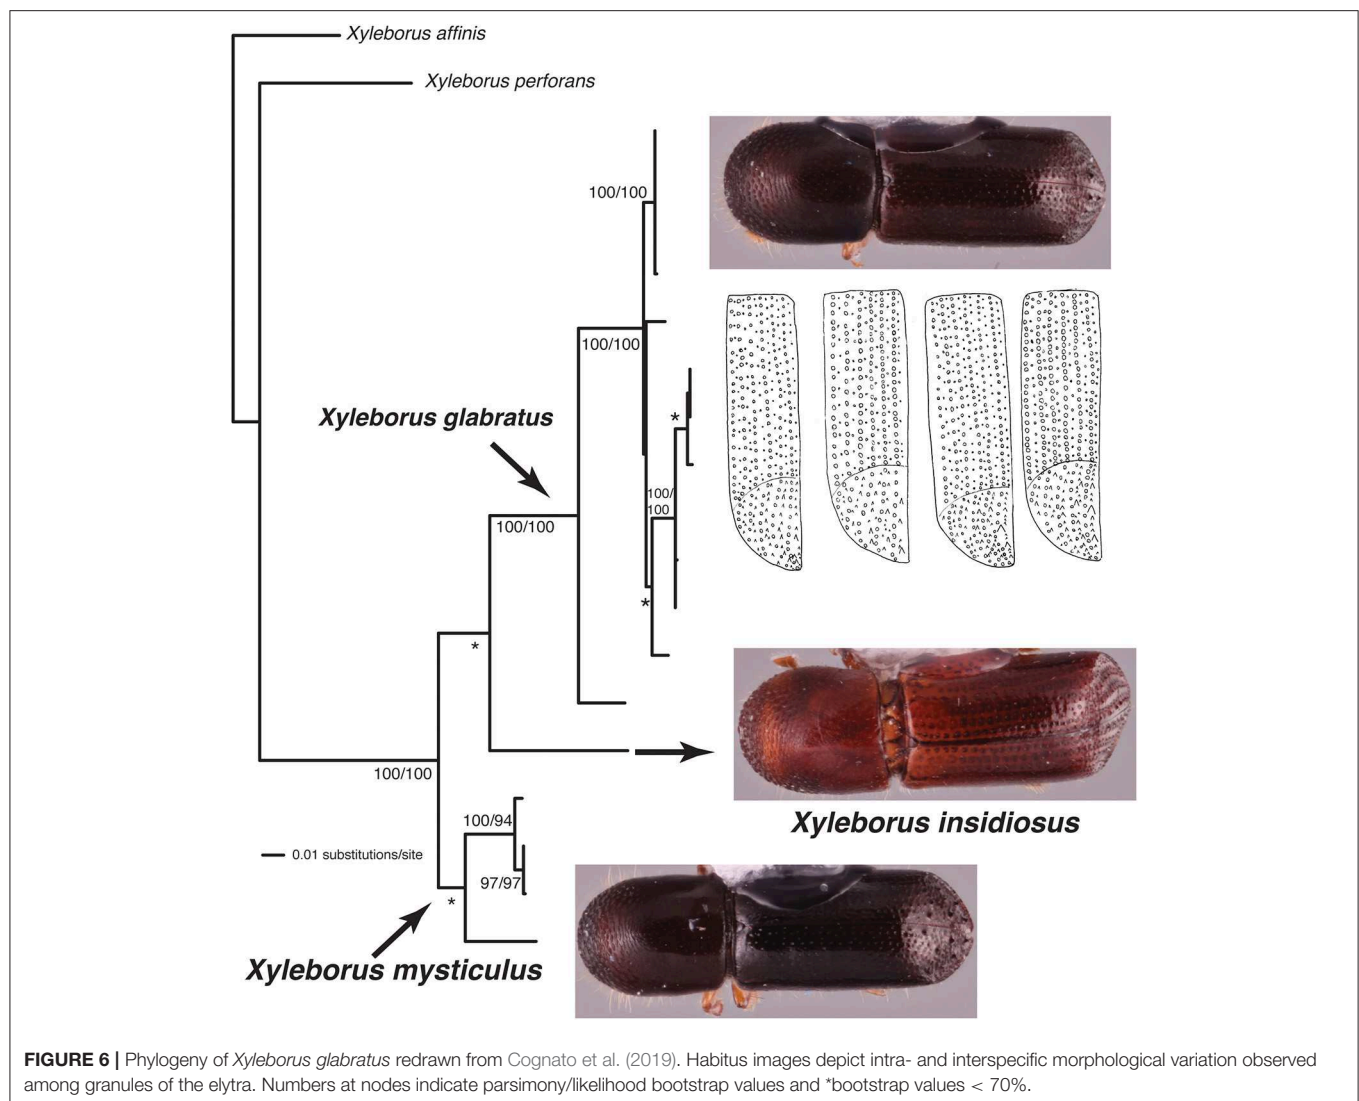 Xyleborus affinis
Xyleborus perforans
100/100
100/100
Xyleborus glabratus
*
100/
100
100/100
*
*
Xyleborus insidiosus
100/100
100/94
0.01 substitutions/site
97/97
*
Xyleborus mysticulus
FIGURE 6 | Phylogeny of Xyleborus glabratus redrawn from Cognato et al. (2019). Habitus images depict intra- and interspecific morphological variation observed
among granules of the elytra. Numbers at nodes indicate parsimony/likelihood bootstrap values and *bootstrap values < 70%.